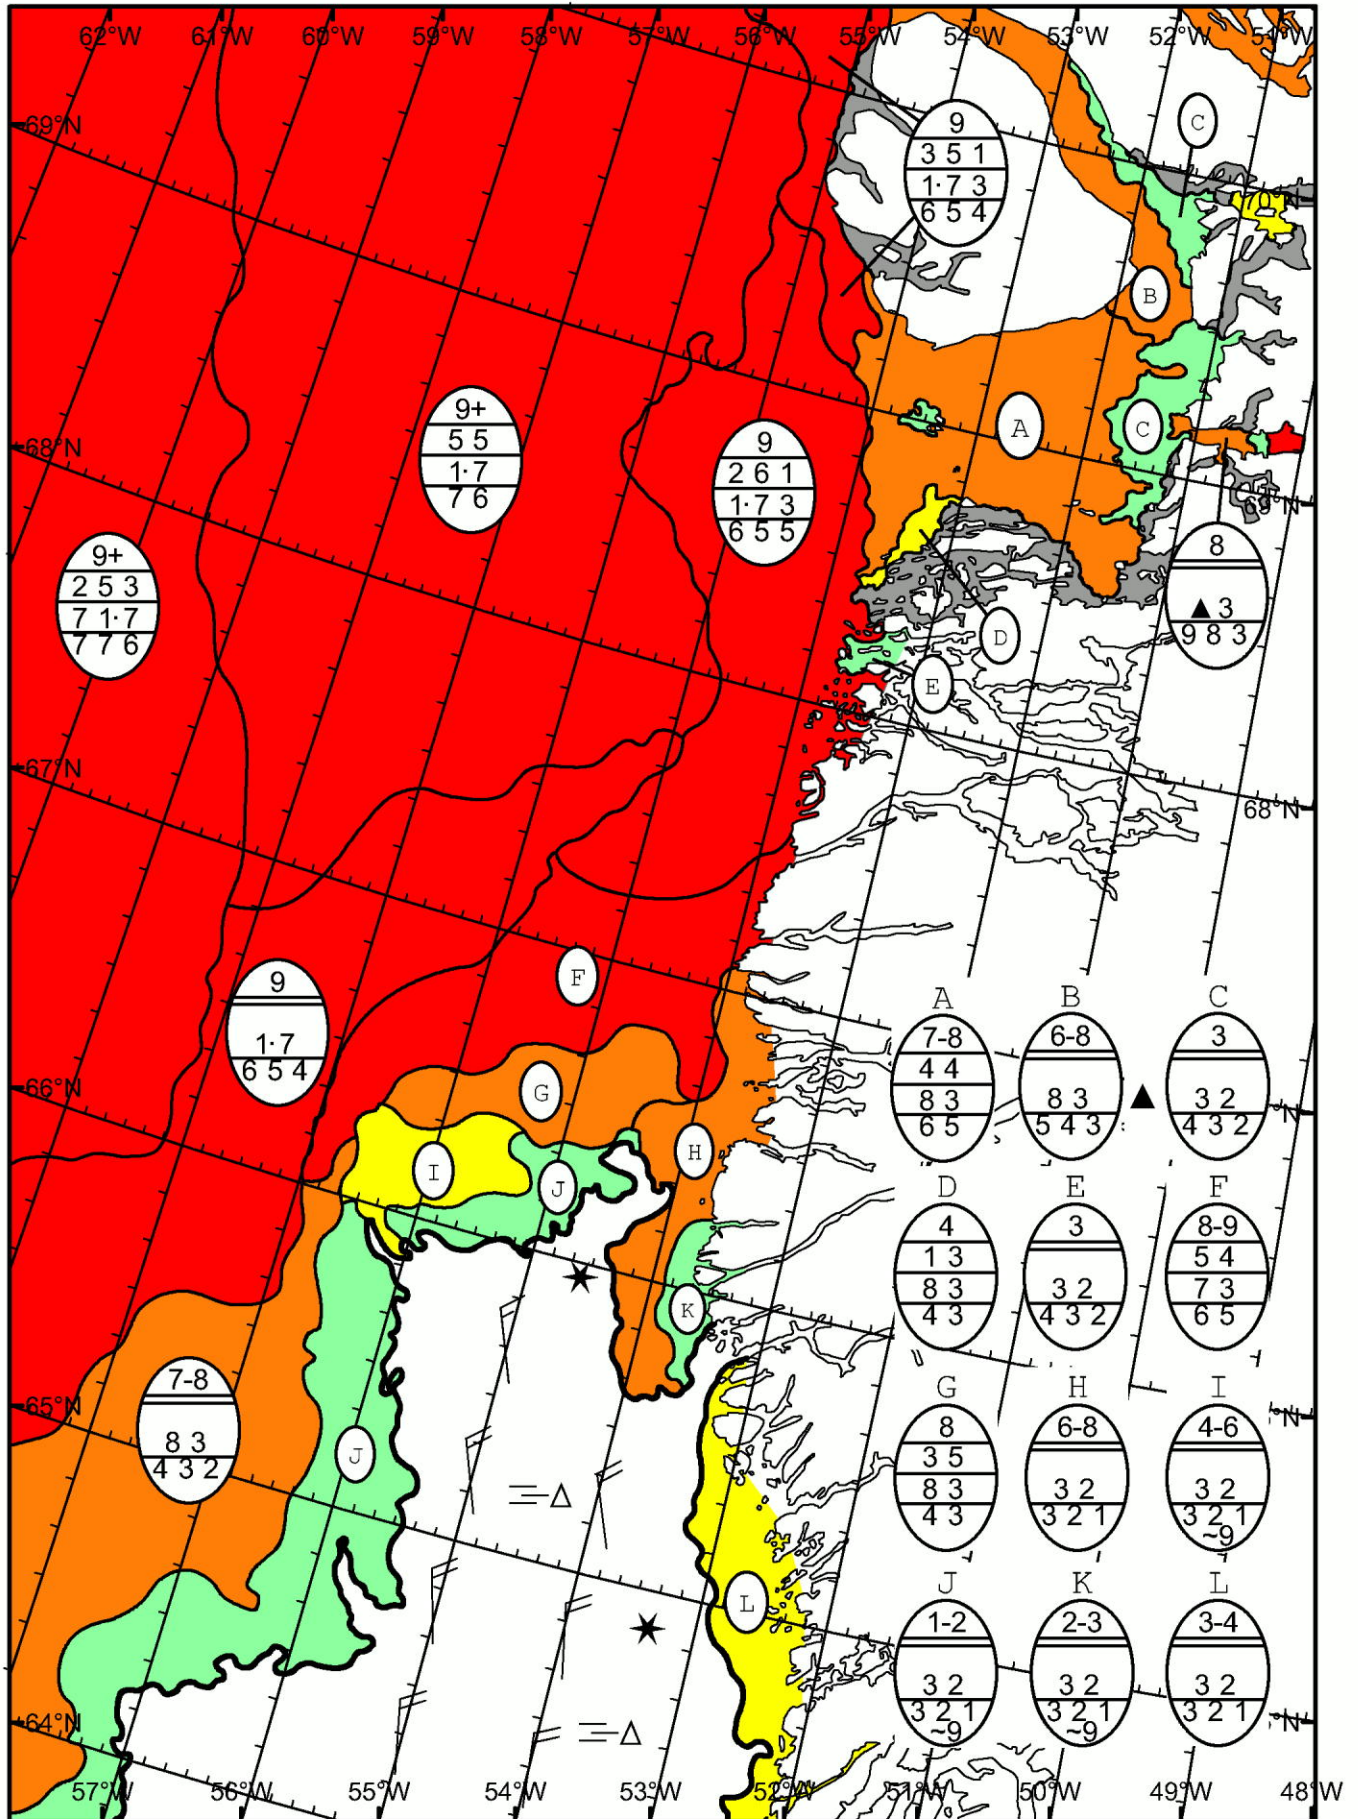 62°W 61°W 60°W 59°W 58°W 57°W 56°W 55°W 54°W 53°W 52°W 51°W
69°N
C
9
3 5 1
1·7 3
6 5 4
70°N
B
9+
5 5
1·7
7 6
A
C
68°N
9
2 6 1
1·7 3
6 5 5
69°N
9+
2 5 3
7 1·7
7 7 6
8
▲3
9 8 3
D
E
67°N
68°N
F
9
1·7
6 5 4
A B C
7-8 6-8 3
4 4
8 3 8 3 ▲ 3 2
6 5 5 4 3 4 3 2
66°N
°N
G
H
I
J
D E F
4 3 8-9
1 3 5 4
8 3 3 2 7 3
4 3 4 3 2 6 5
K
7-8
8 3
4 3 2
65°N
°N
J
G H I
8 6-8 4-6
3 5
8 3 3 2 3 2
4 3 3 2 1 3 2 1
~9
L
J K L
1-2 2-3 3-4
3 2 3 2 3 2
3 2 1 3 2 1 3 2 1
~9 ~9
64°N
°N
57°W 56°W 55°W 54°W 53°W 52°W 51°W 50°W 49°W 48°W